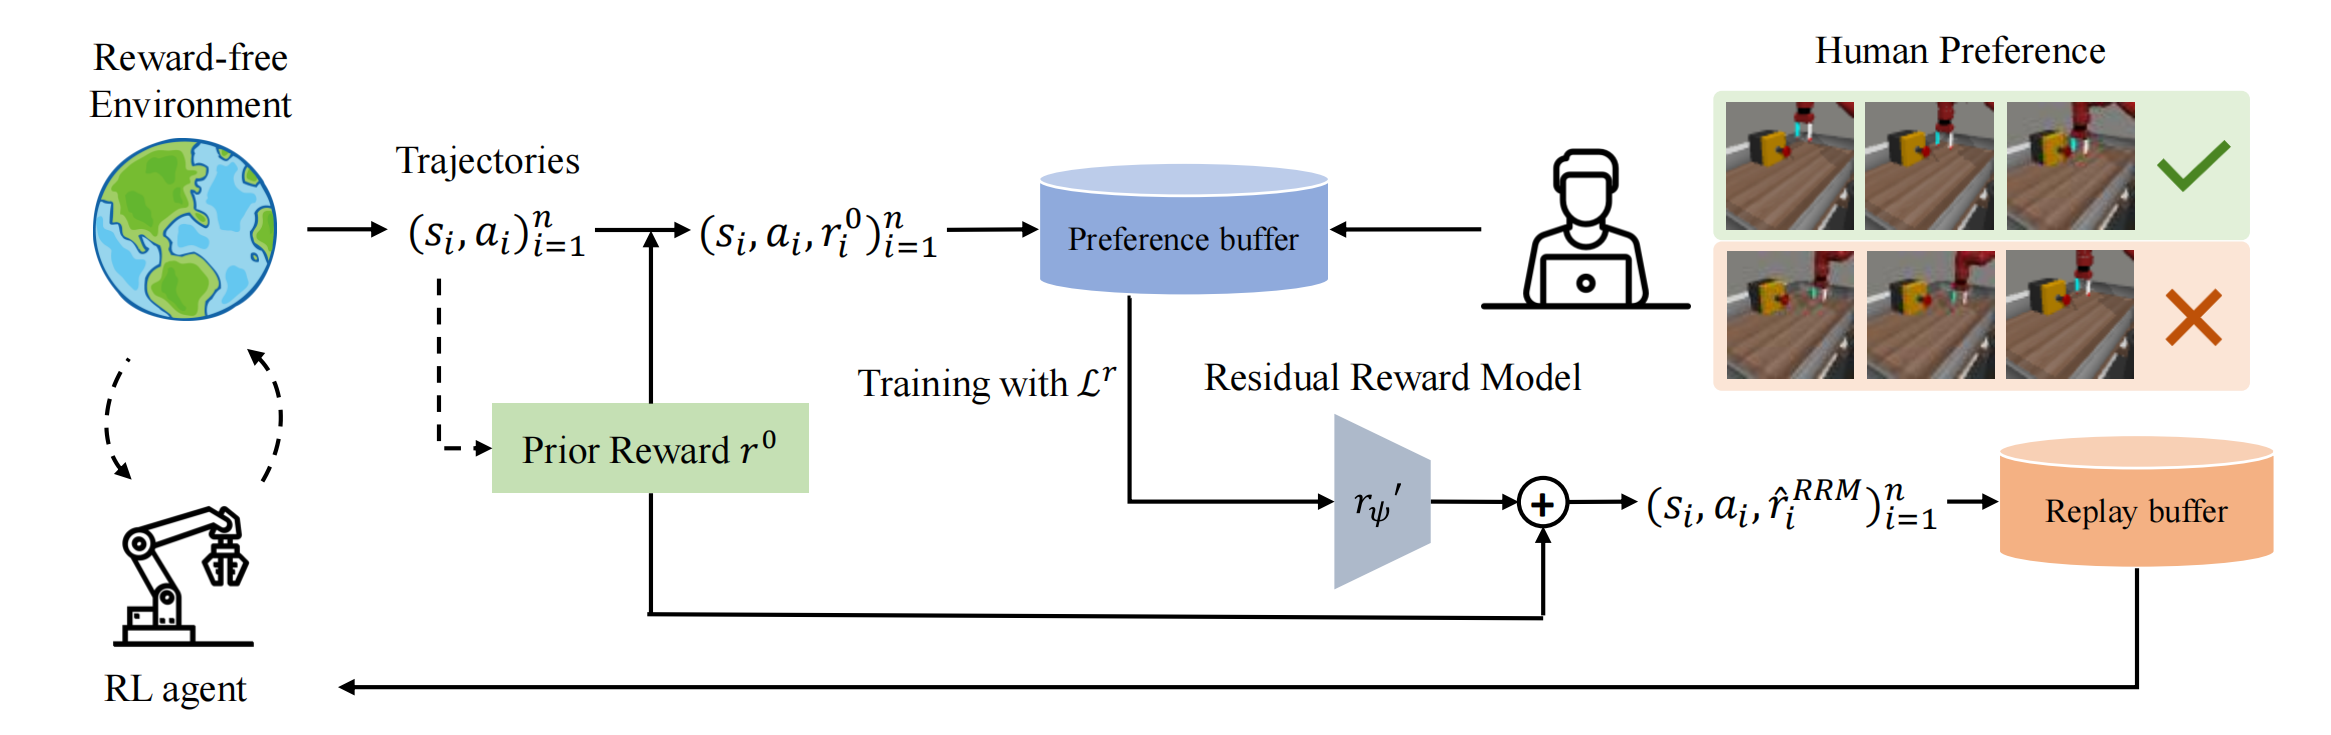 Reward-free
Environment
Human Preference
Trajectories
$(s_i, a_i)_{i=1}^n$
$(s_i, a_i, r_i^0)_{i=1}^n$
Preference buffer
Training with $\mathcal{L}^r$
Residual Reward Model
Prior Reward $r^0$
$r_\psi{}'$
+
$(s_i, a_i, \hat{r}_i^{RRM})_{i=1}^n$
Replay buffer
RL agent